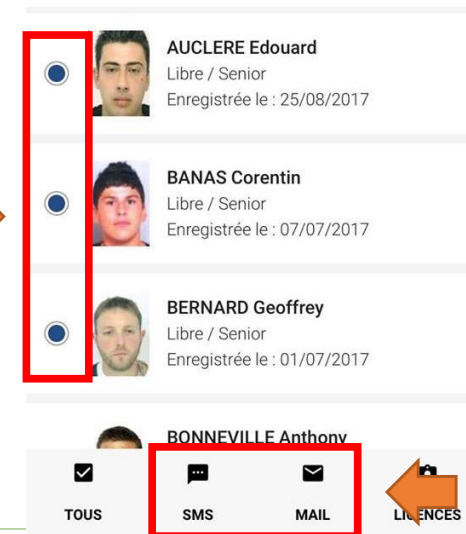 AUCLERE Edouard
Libre / Senior
Enregistrée le : 25/08/2017
BANAS Corentin
Libre / Senior
Enregistrée le : 07/07/2017
BERNARD Geoffrey
Libre / Senior
Enregistrée le : 01/07/2017
BONNEVILLE Anthony
TOUS SMS MAIL LICENCES